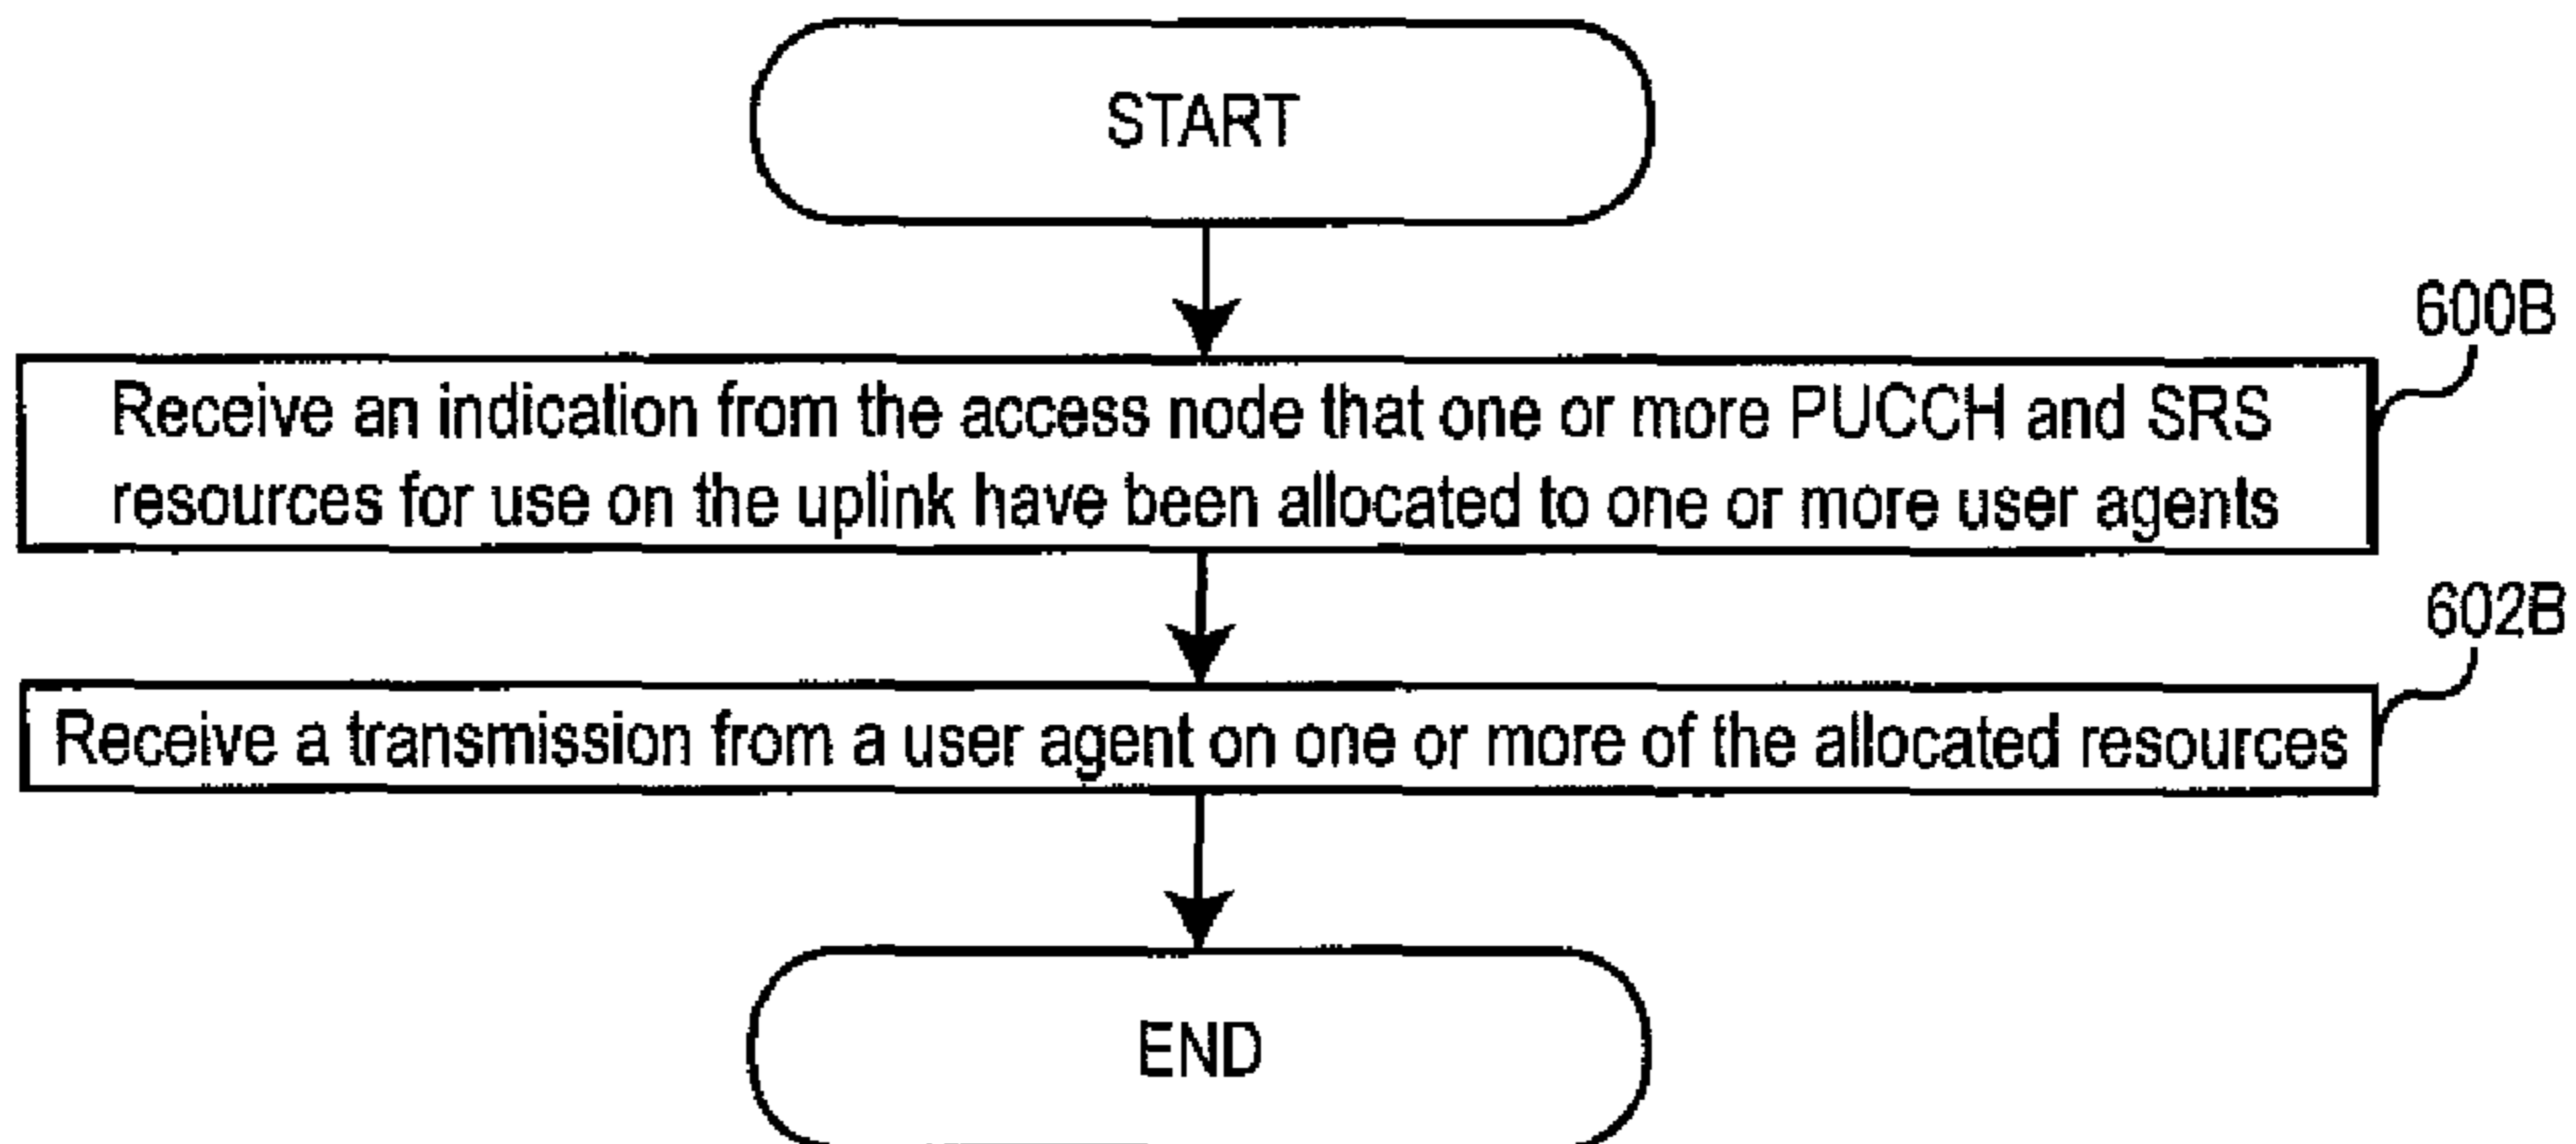 START
600B
Receive an indication from the access node that one or more PUCCH and SRS
resources for use on the uplink have been allocated to one or more user agents
602B
Receive a transmission from a user agent on one or more of the allocated resources
END